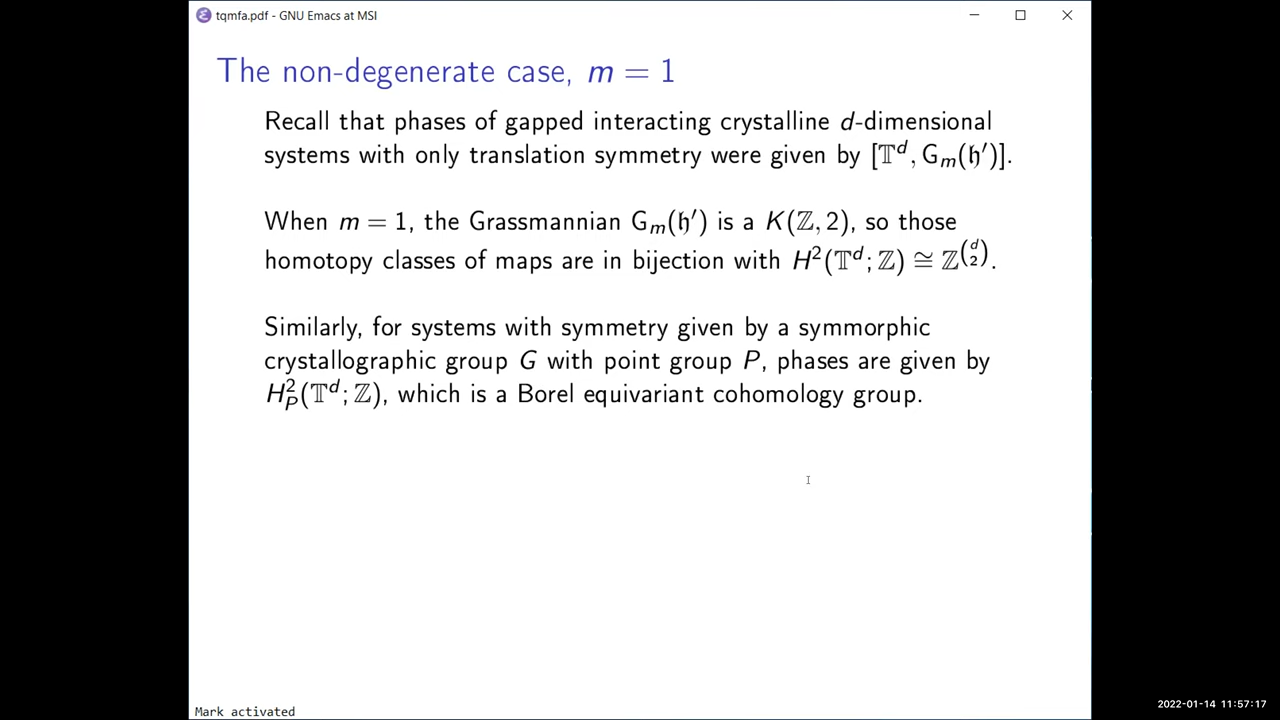 tqmfa.pdf - GNU Emacs at MSI
The non-degenerate case, m = 1
Recall that phases of gapped interacting crystalline d-dimensional
systems with only translation symmetry were given by [𝕋^d, G_m(𝔥′)].
When m = 1, the Grassmannian G_m(𝔥′) is a K(ℤ, 2), so those
homotopy classes of maps are in bijection with H²(𝕋^d; ℤ) ≅ ℤ^(d 2).
Similarly, for systems with symmetry given by a symmorphic
crystallographic group G with point group P, phases are given by
H²_P(𝕋^d; ℤ), which is a Borel equivariant cohomology group.
Mark activated
2022-01-14 11:57:17